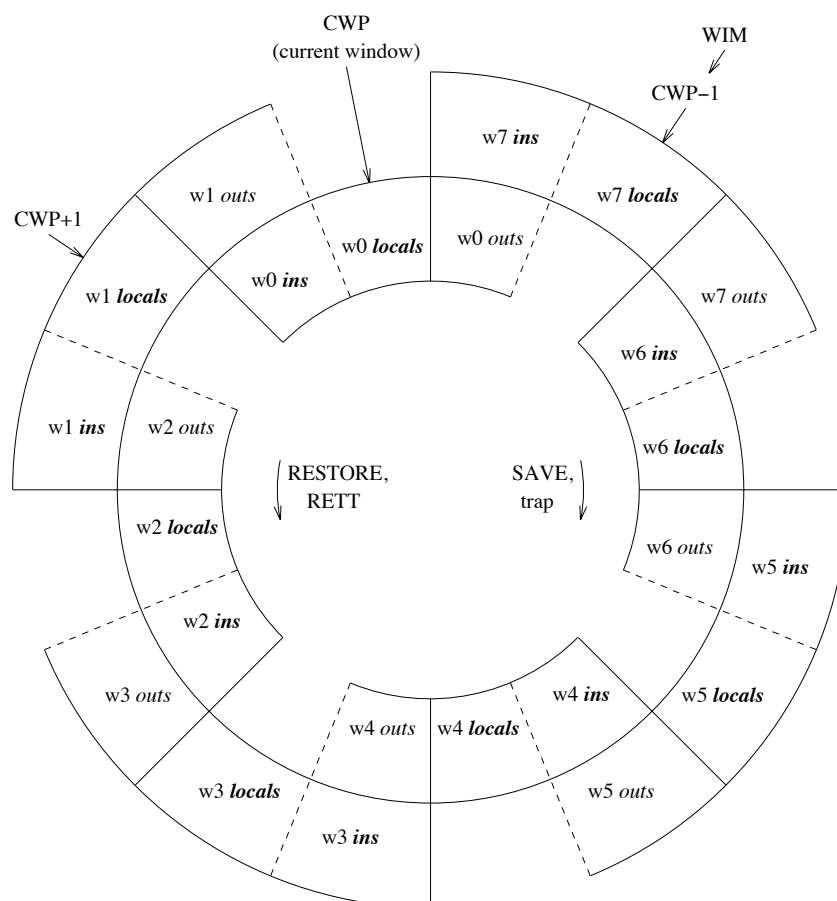 CWP
(current window)
WIM
CWP−1
w7 ins
w1 outs
w7 locals
CWP+1
w0 locals
w0 outs
w0 ins
w7 outs
w1 locals
w6 ins
w1 ins
w2 outs
w6 locals
RESTORE,
RETT
SAVE,
trap
w2 locals
w6 outs
w5 ins
w2 ins
w3 outs
w4 ins
w5 locals
w4 outs
w4 locals
w3 locals
w5 outs
w3 ins